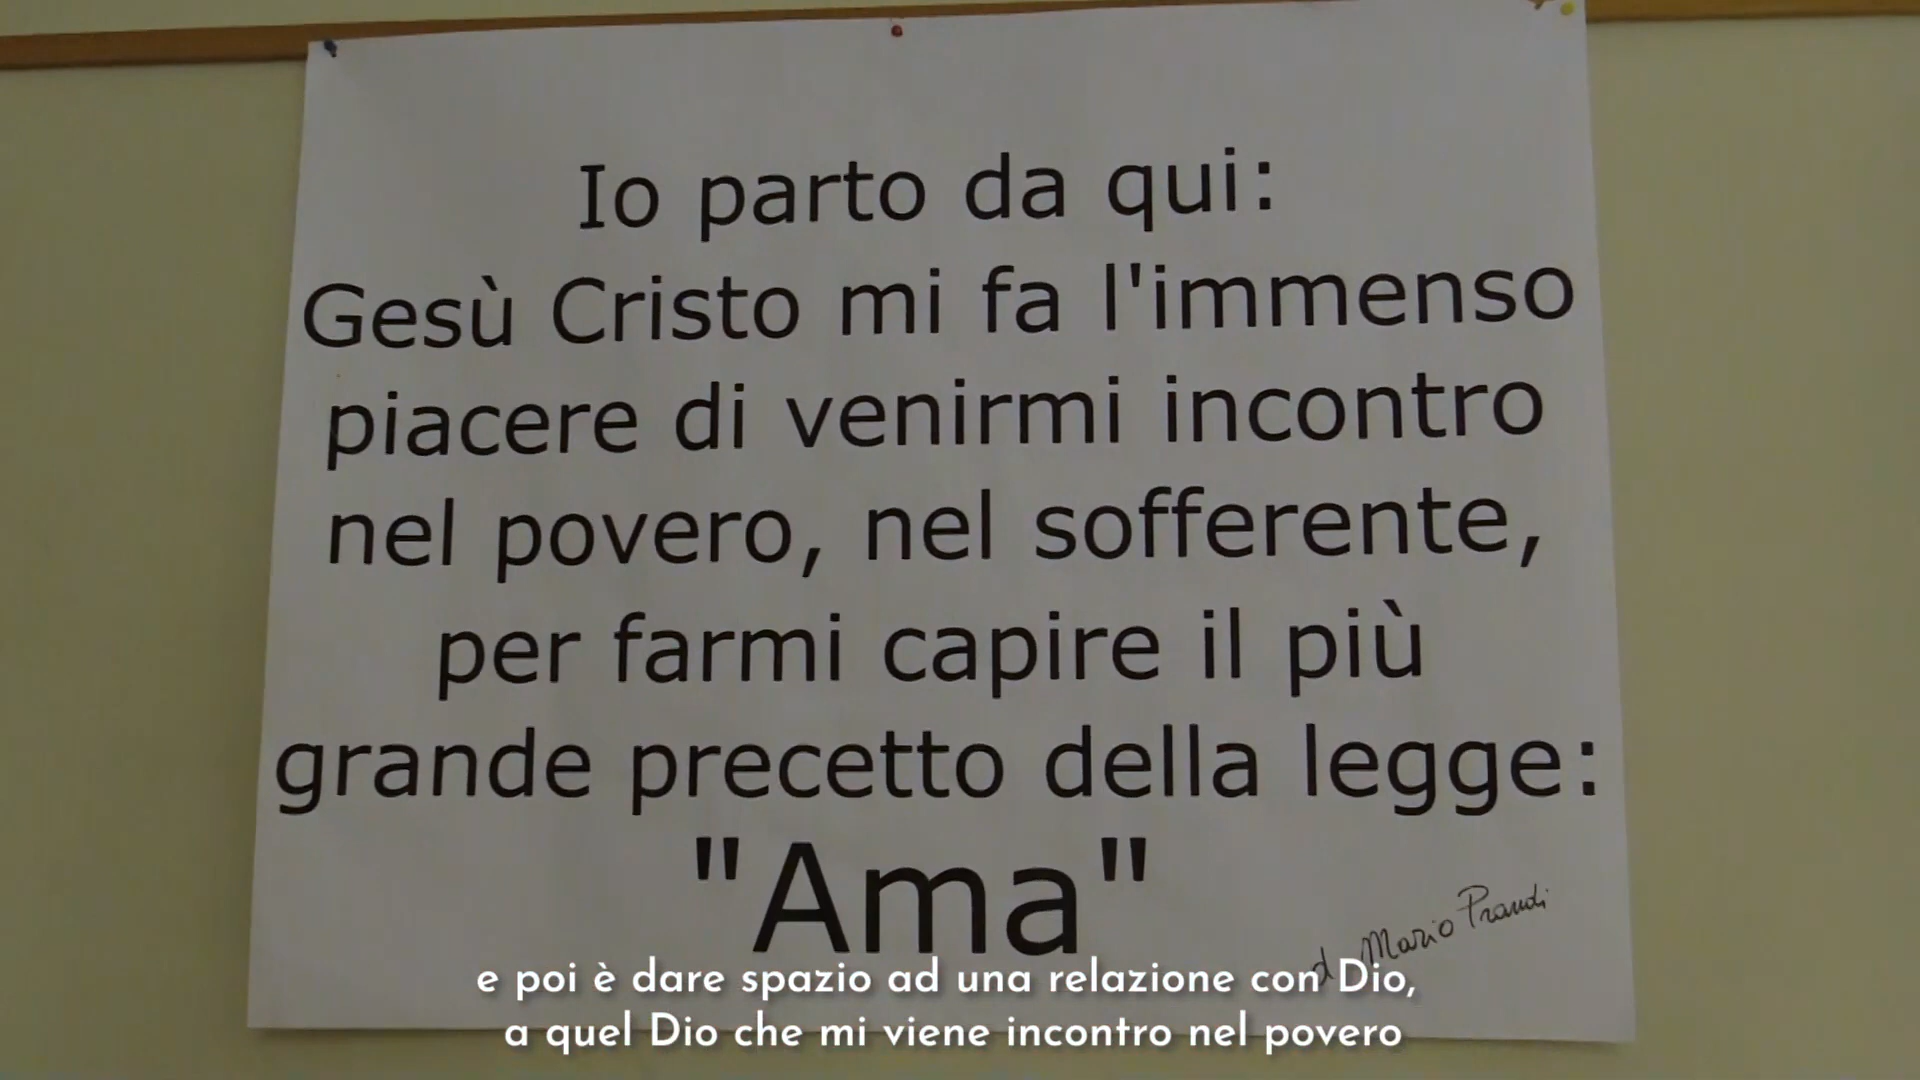 Io parto da qui:
Gesù Cristo mi fa l'immenso
piacere di venirmi incontro
nel povero, nel sofferente,
per farmi capire il più
grande precetto della legge:
"Ama"
d Mario Prandi
e poi è dare spazio ad una relazione con Dio,
a quel Dio che mi viene incontro nel povero